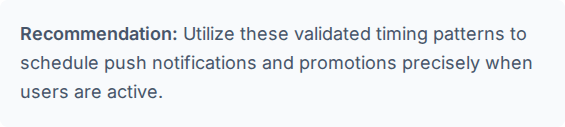 Recommendation: Utilize these validated timing patterns to
schedule push notifications and promotions precisely when
users are active.